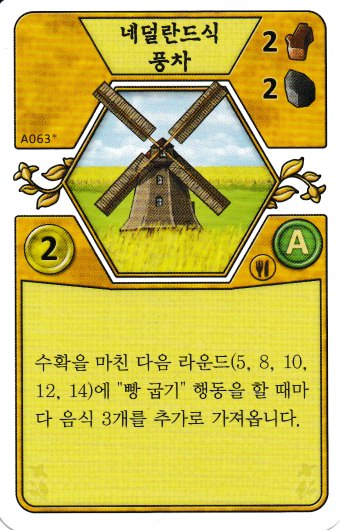 네덜란드식
풍차
2
2
A063*
2
A
수확을 마친 다음 라운드(5, 8, 10,
12, 14)에 "빵 굽기" 행동을 할 때마
다 음식 3개를 추가로 가져옵니다.